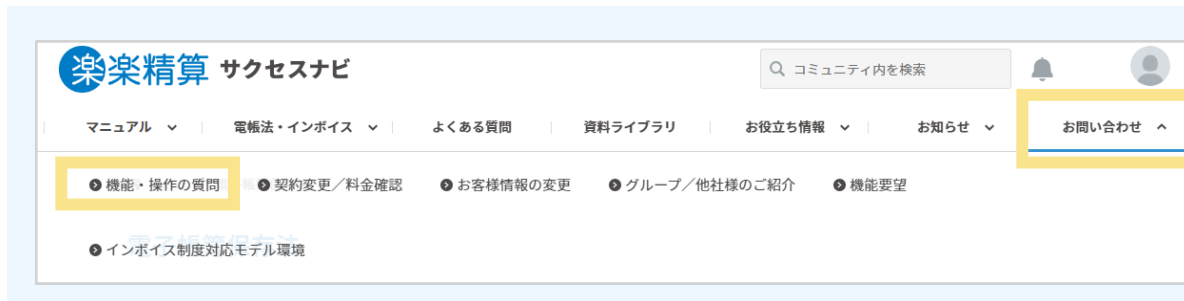 楽楽精算 サクセスナビ
コミュニティ内を検索
マニュアル 電帳法・インボイス よくある質問 資料ライブラリ お役立ち情報 お知らせ お問い合わせ
機能・操作の質問 契約変更／料金確認 お客様情報の変更 グループ／他社様のご紹介 機能要望
インボイス制度対応モデル環境